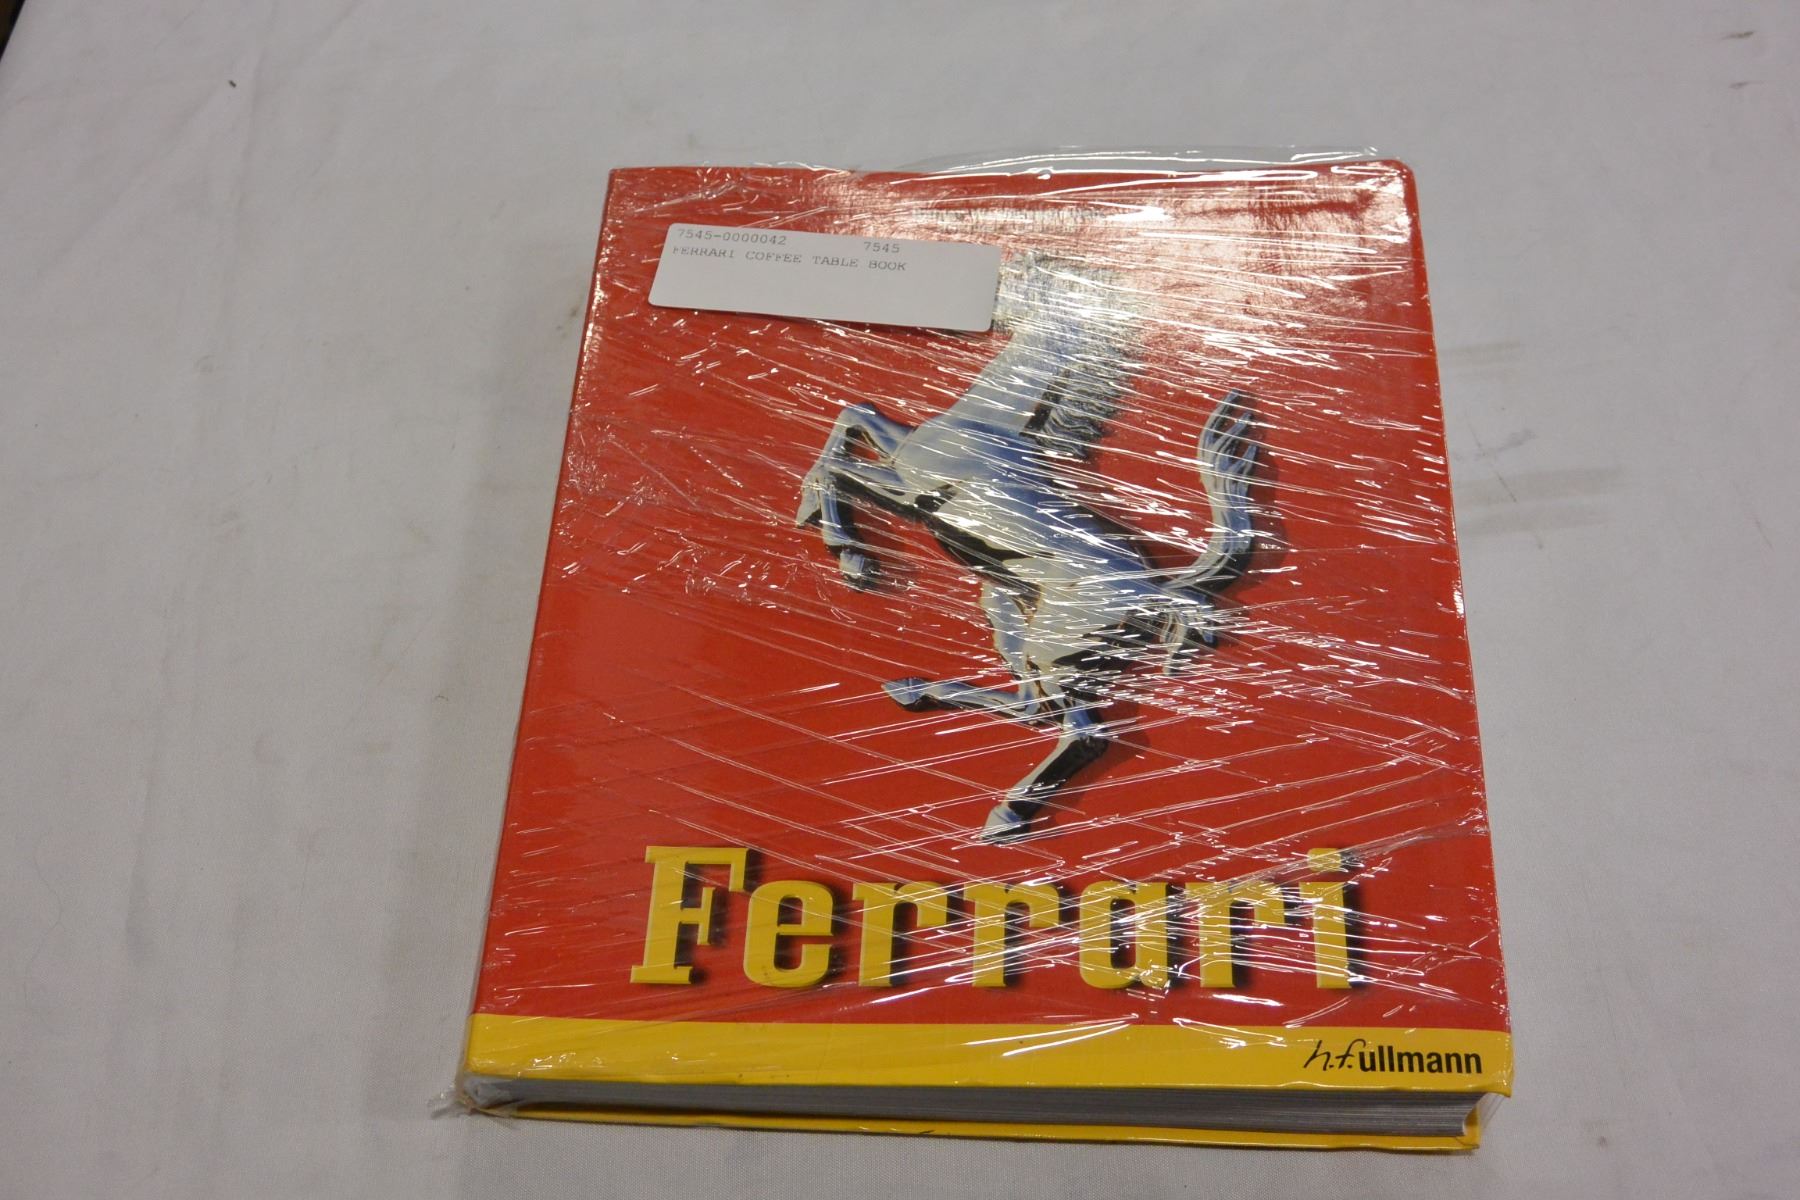 7545-0000042 7545
FERRARI COFFEE TABLE BOOK
Ferrari
h.f.ullmann